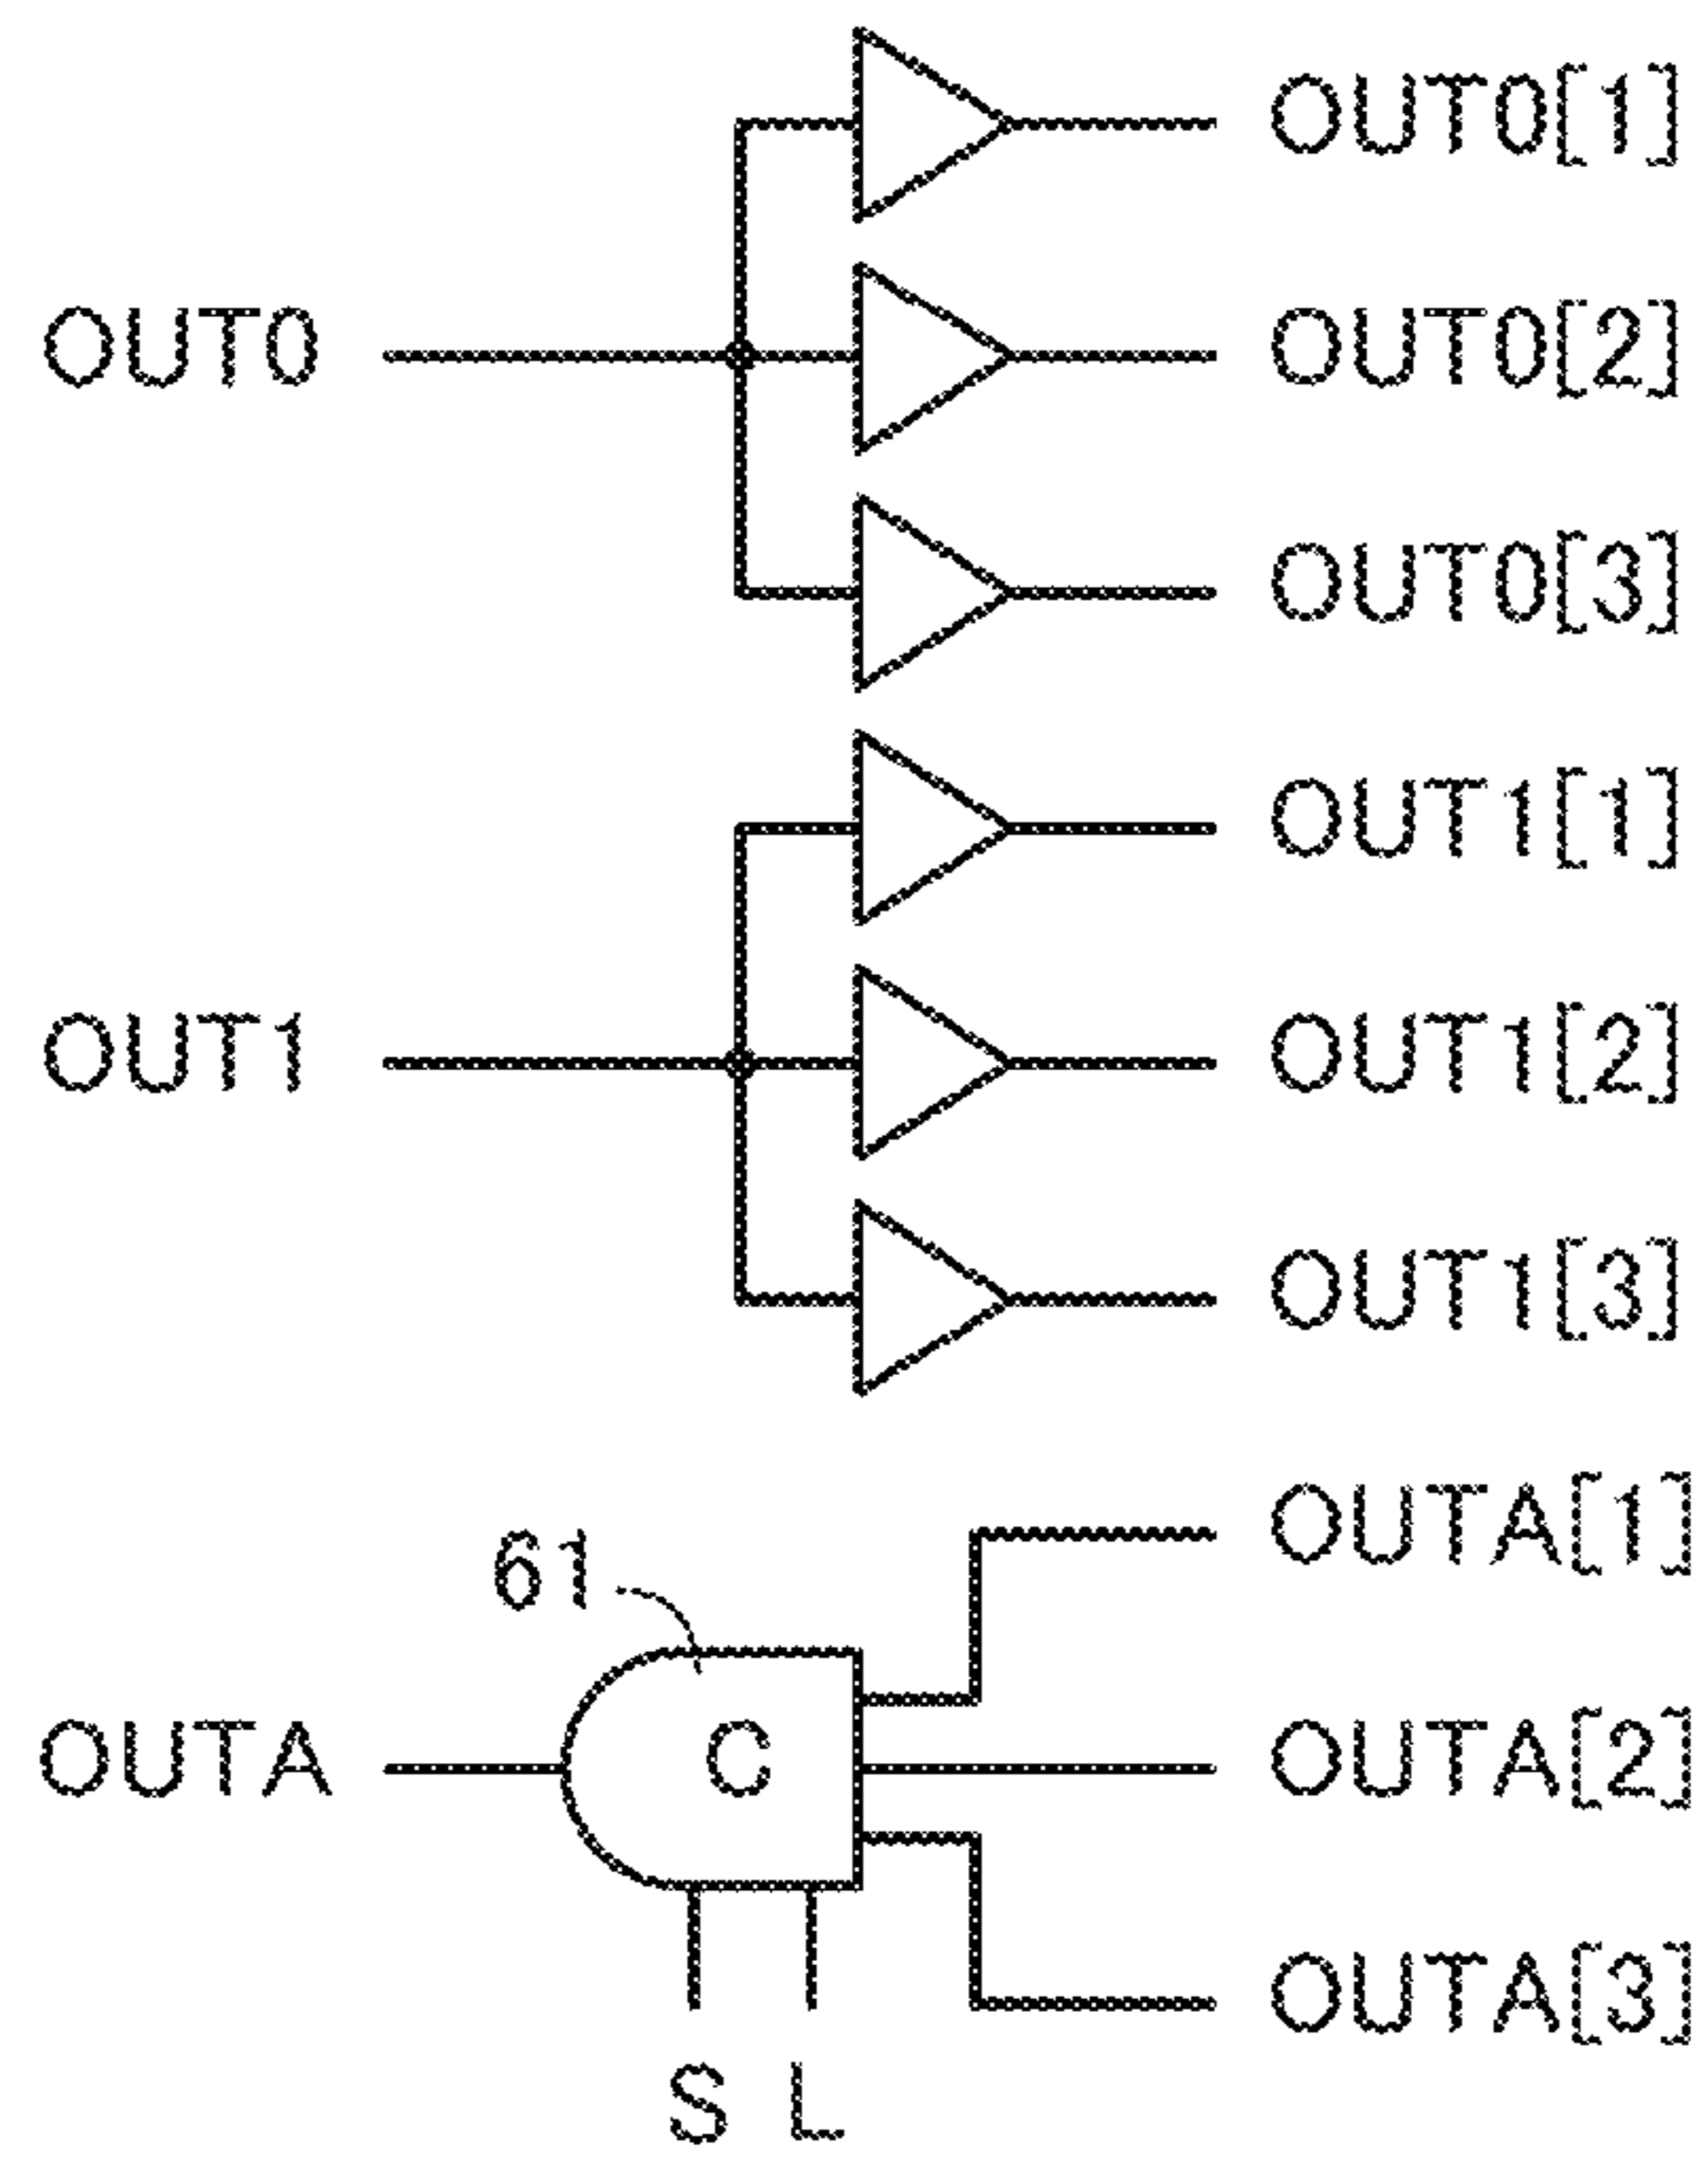 OUT0[1]
OUT0
OUT0[2]
OUT0[3]
OUT1[1]
OUT1
OUT1[2]
OUT1[3]
OUTA[1]
61
OUTA
C
OUTA[2]
OUTA[3]
S L